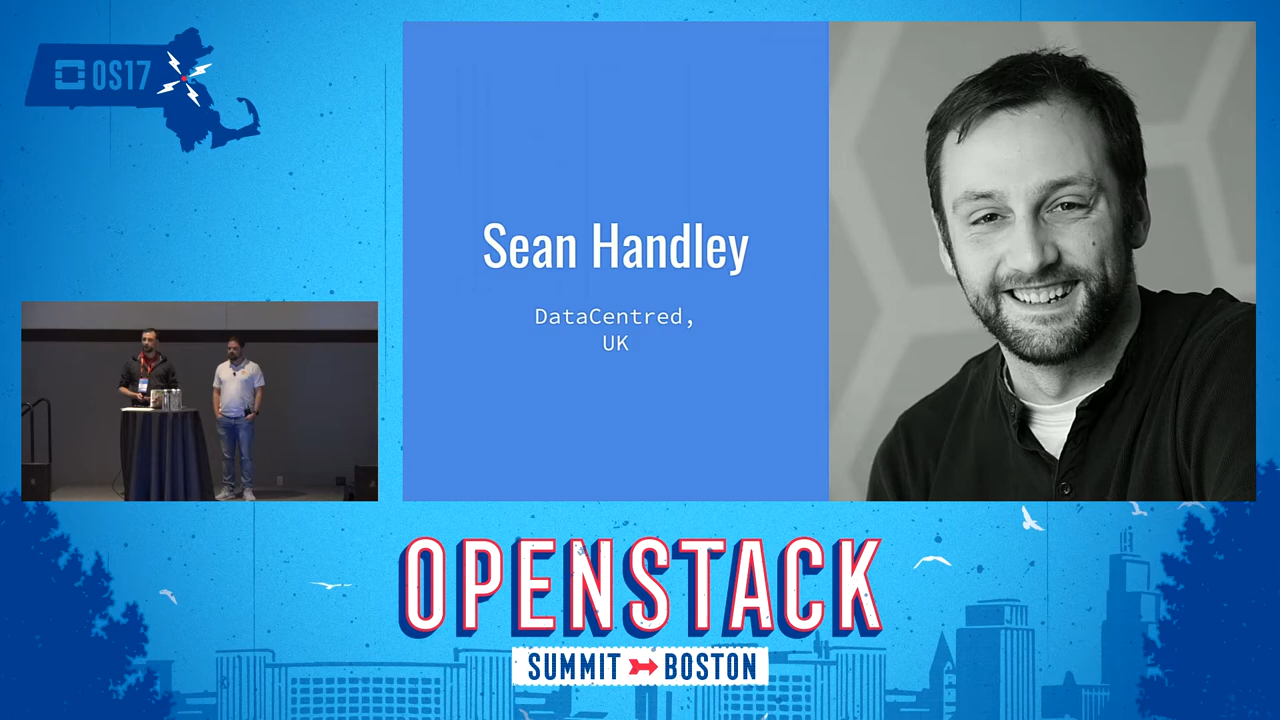 OS17
Sean Handley
DataCentred,
UK
OPENSTACK
SUMMIT BOSTON